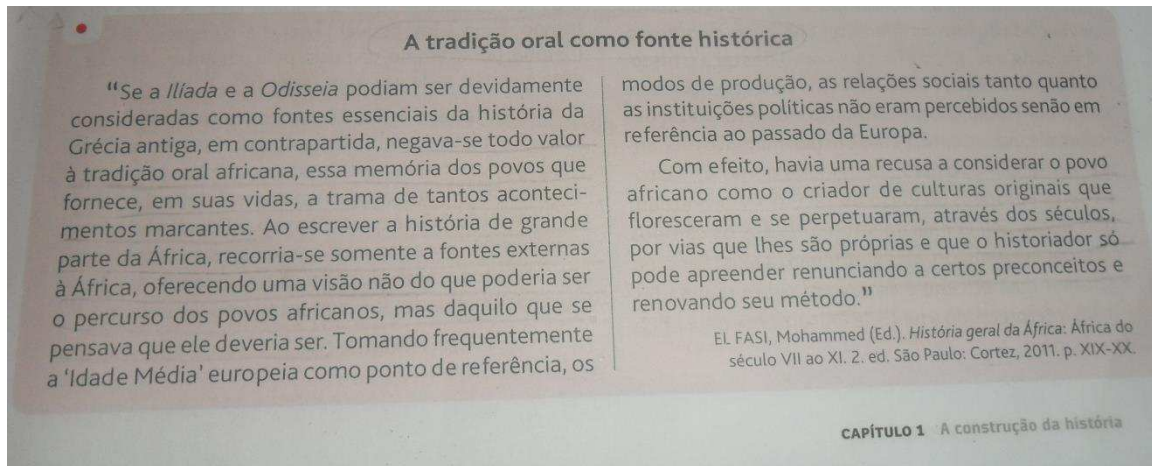 A tradição oral como fonte histórica
“Se a Ilíada e a Odisseia podiam ser devidamente
consideradas como fontes essenciais da história da
Grécia antiga, em contrapartida, negava-se todo valor
à tradição oral africana, essa memória dos povos que
fornece, em suas vidas, a trama de tantos aconteci-
mentos marcantes. Ao escrever a história de grande
parte da África, recorria-se somente a fontes externas
à África, oferecendo uma visão não do que poderia ser
o percurso dos povos africanos, mas daquilo que se
pensava que ele deveria ser. Tomando frequentemente
a ‘Idade Média’ europeia como ponto de referência, os
modos de produção, as relações sociais tanto quanto
as instituições políticas não eram percebidos senão em
referência ao passado da Europa.
Com efeito, havia uma recusa a considerar o povo
africano como o criador de culturas originais que
floresceram e se perpetuaram, através dos séculos,
por vias que lhes são próprias e que o historiador só
pode apreender renunciando a certos preconceitos e
renovando seu método.”
EL FASI, Mohammed (Ed.). História geral da África: África do
século VII ao XI. 2. ed. São Paulo: Cortez, 2011. p. XIX-XX.
CAPÍTULO 1 A construção da história